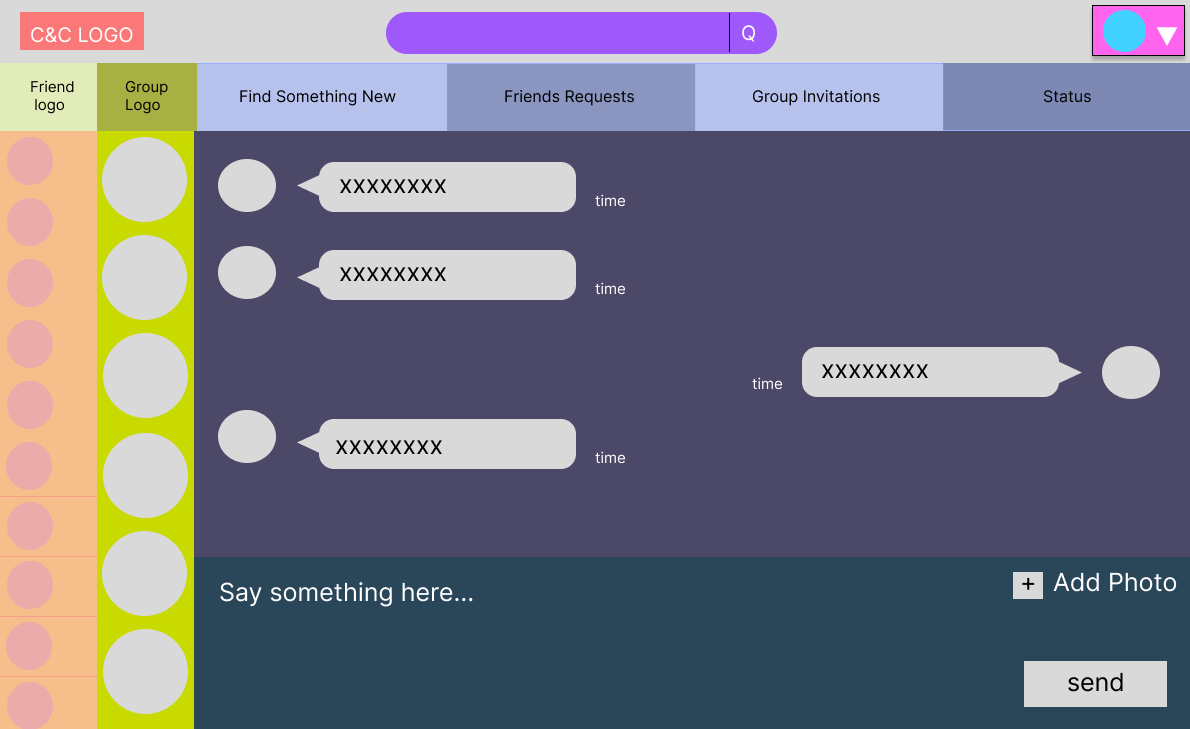 C&C LOGO
Q
Friend
logo
Group
Logo
Find Something New
Friends Requests
Group Invitations
Status
xxxxxxxx
time
xxxxxxxx
time
time
xxxxxxxx
xxxxxxxx
time
Say something here...
+ Add Photo
send